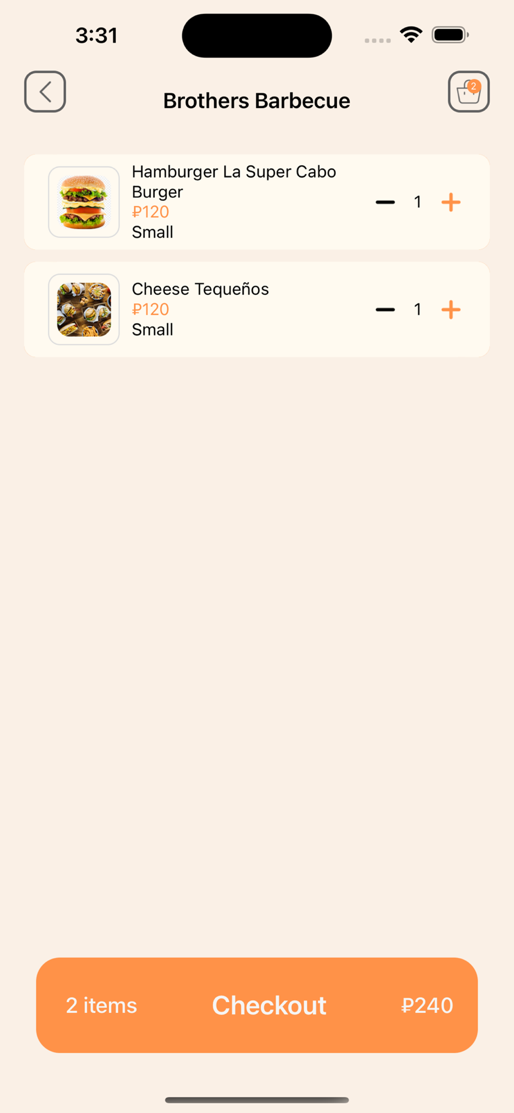 3:31
Brothers Barbecue
2
Hamburger La Super Cabo
Burger
₽120
Small
1
Cheese Tequeños
₽120
Small
1
2 items
Checkout
₽240